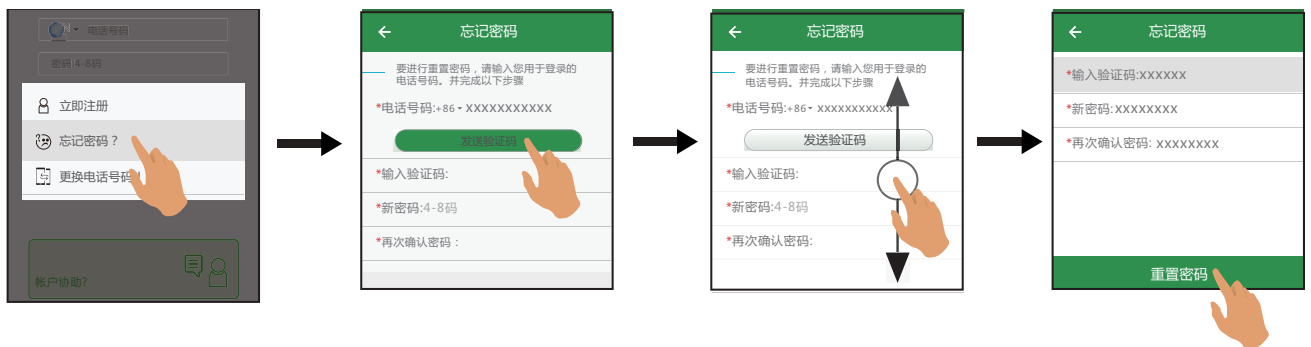 电话号码
密码4-8码
立即注册
忘记密码？
更换电话号码
帐户协助?
忘记密码
要进行重置密码，请输入您用于登录的
电话号码。并完成以下步骤
*电话号码:+86 XXXXXXXXXXX
发送验证码
*输入验证码:
*新密码:4-8码
*再次确认密码：
忘记密码
要进行重置密码，请输入您用于登录的
电话号码。并完成以下步骤
*电话号码:+86 XXXXXXXXXXX
发送验证码
*输入验证码:
*新密码:4-8码
*再次确认密码:
忘记密码
*输入验证码:XXXXXX
*新密码:XXXXXXXX
*再次确认密码: XXXXXXXX
重置密码